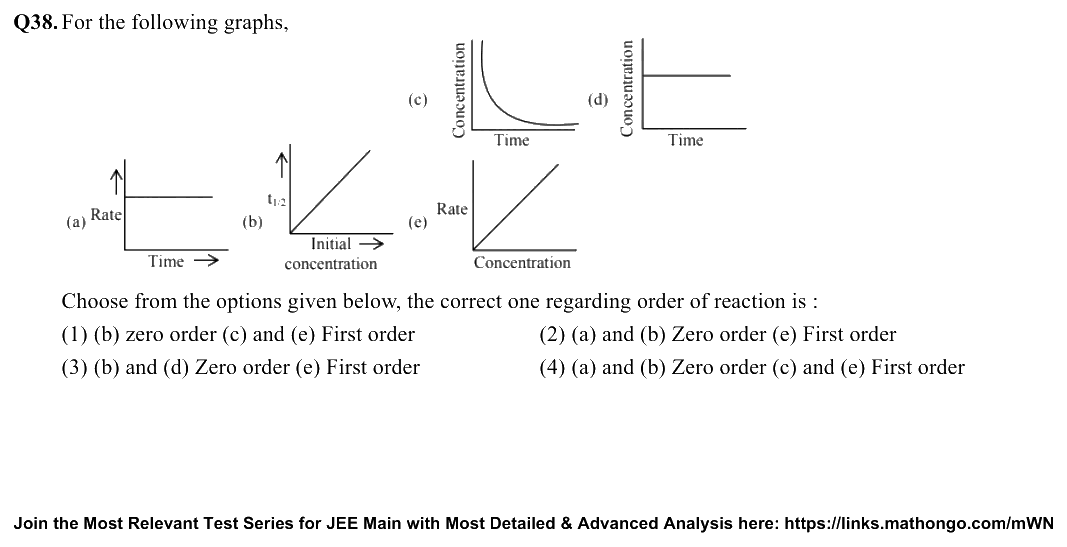 Q38. For the following graphs,
(c) Concentration
Time
(d) Concentration
Time
(a) Rate
Time
(b) t1/2
Initial
concentration
(e) Rate
Concentration
Choose from the options given below, the correct one regarding order of reaction is :
(1) (b) zero order (c) and (e) First order (2) (a) and (b) Zero order (e) First order
(3) (b) and (d) Zero order (e) First order (4) (a) and (b) Zero order (c) and (e) First order
Join the Most Relevant Test Series for JEE Main with Most Detailed & Advanced Analysis here: https://links.mathongo.com/mWN